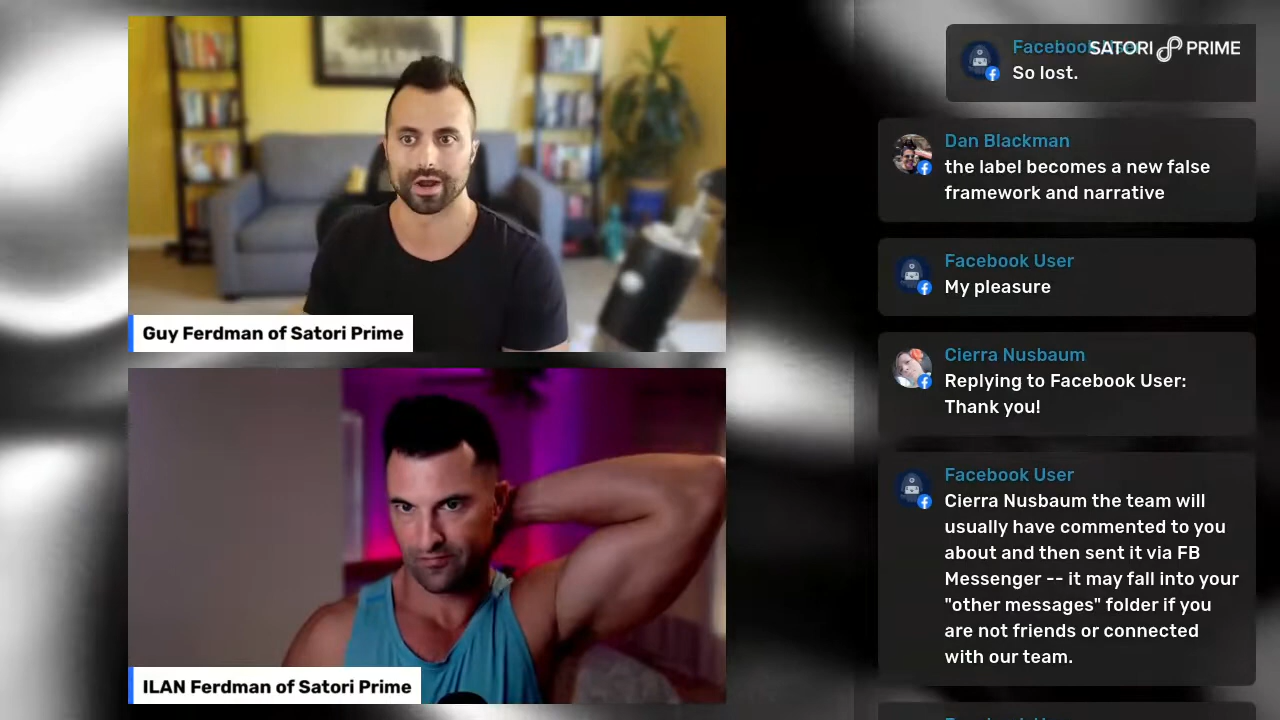 Guy Ferdman of Satori Prime
ILAN Ferdman of Satori Prime
SATORI PRIME
Facebook User
So lost.
Dan Blackman
the label becomes a new false
framework and narrative
Facebook User
My pleasure
Cierra Nusbaum
Replying to Facebook User:
Thank you!
Facebook User
Cierra Nusbaum the team will
usually have commented to you
about and then sent it via FB
Messenger -- it may fall into your
"other messages" folder if you
are not friends or connected
with our team.